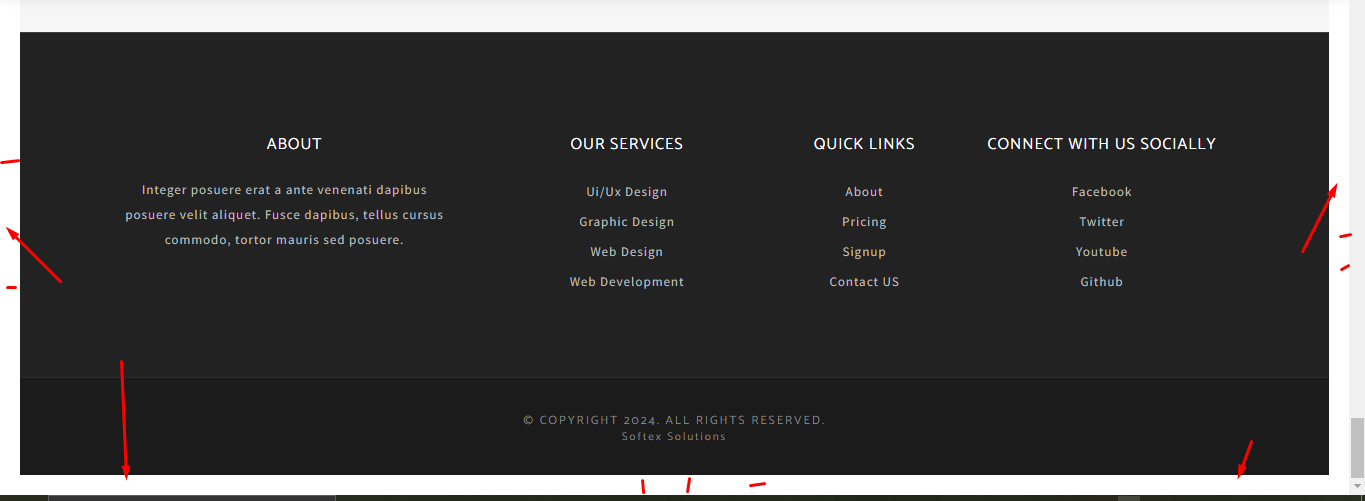 ABOUT
Integer posuere erat a ante venenati dapibus
posuere velit aliquet. Fusce dapibus, tellus cursus
commodo, tortor mauris sed posuere.
OUR SERVICES
Ui/Ux Design
Graphic Design
Web Design
Web Development
QUICK LINKS
About
Pricing
Signup
Contact US
CONNECT WITH US SOCIALLY
Facebook
Twitter
Youtube
Github
© COPYRIGHT 2024. ALL RIGHTS RESERVED.
Softex Solutions